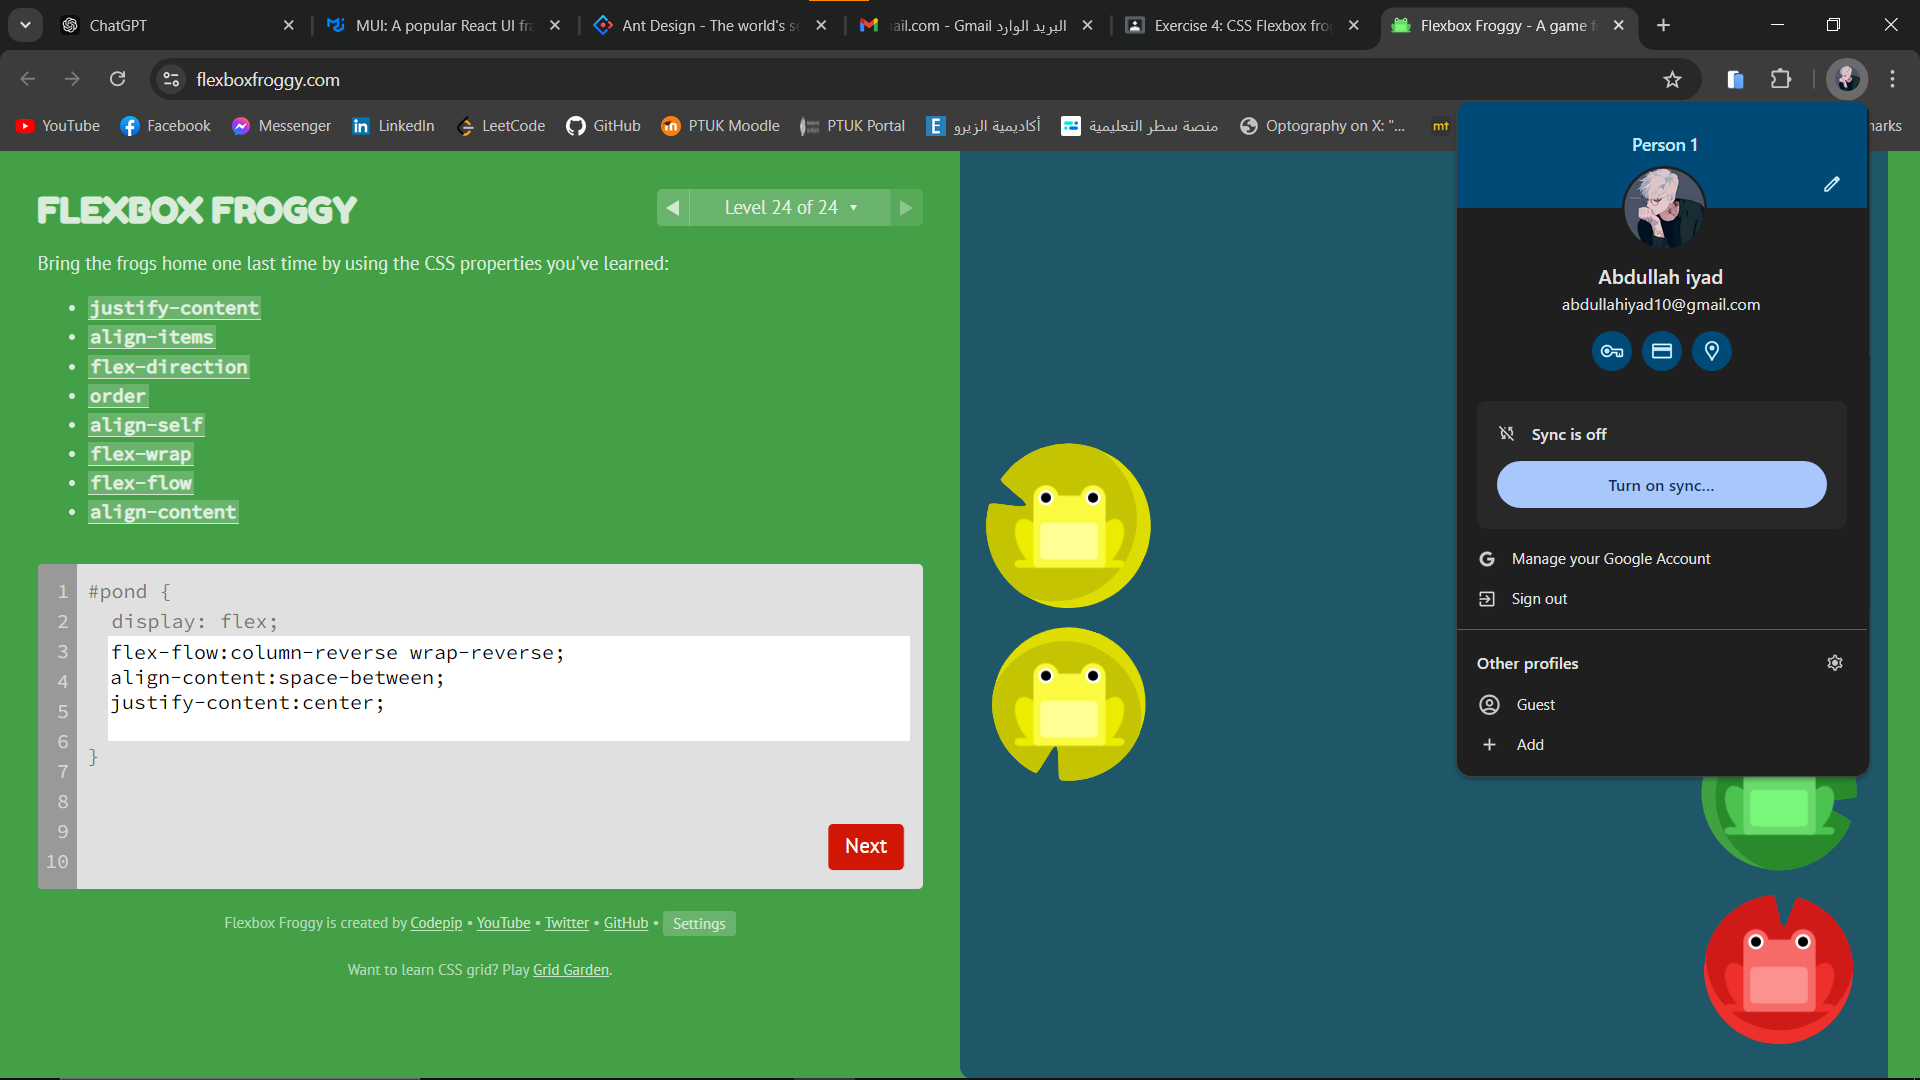 ChatGPT
MUI: A popular React UI fra
Ant Design - The world's se
ail.com - Gmail البريد الوارد
Exercise 4: CSS Flexbox fro
Flexbox Froggy - A game f
flexboxfroggy.com
YouTube
Facebook
Messenger
LinkedIn
LeetCode
GitHub
PTUK Moodle
PTUK Portal
أكاديمية الزيرو
منصة سطر التعليمية
Optography on X: "...
mt
arks
FLEXBOX FROGGY
Level 24 of 24
Bring the frogs home one last time by using the CSS properties you've learned:
justify-content
align-items
flex-direction
order
align-self
flex-wrap
flex-flow
align-content
1 #pond {
2 display: flex;
3 flex-flow:column-reverse wrap-reverse;
4 align-content:space-between;
5 justify-content:center;
6 }
7
8
9
10
Next
Flexbox Froggy is created by Codepip • YouTube • Twitter • GitHub • Settings
Want to learn CSS grid? Play Grid Garden.
Person 1
Abdullah iyad
abdullahiyad10@gmail.com
Sync is off
Turn on sync...
Manage your Google Account
Sign out
Other profiles
Guest
Add